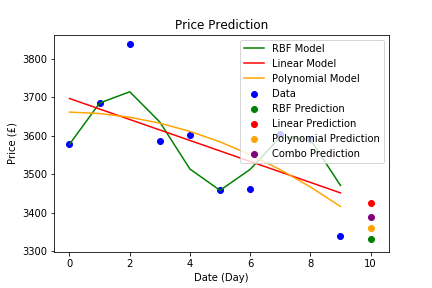 Price Prediction
Price (£)
3800
3700
3600
3500
3400
3300
0
2
4
6
8
10
Date (Day)
RBF Model
Linear Model
Polynomial Model
Data
RBF Prediction
Linear Prediction
Polynomial Prediction
Combo Prediction